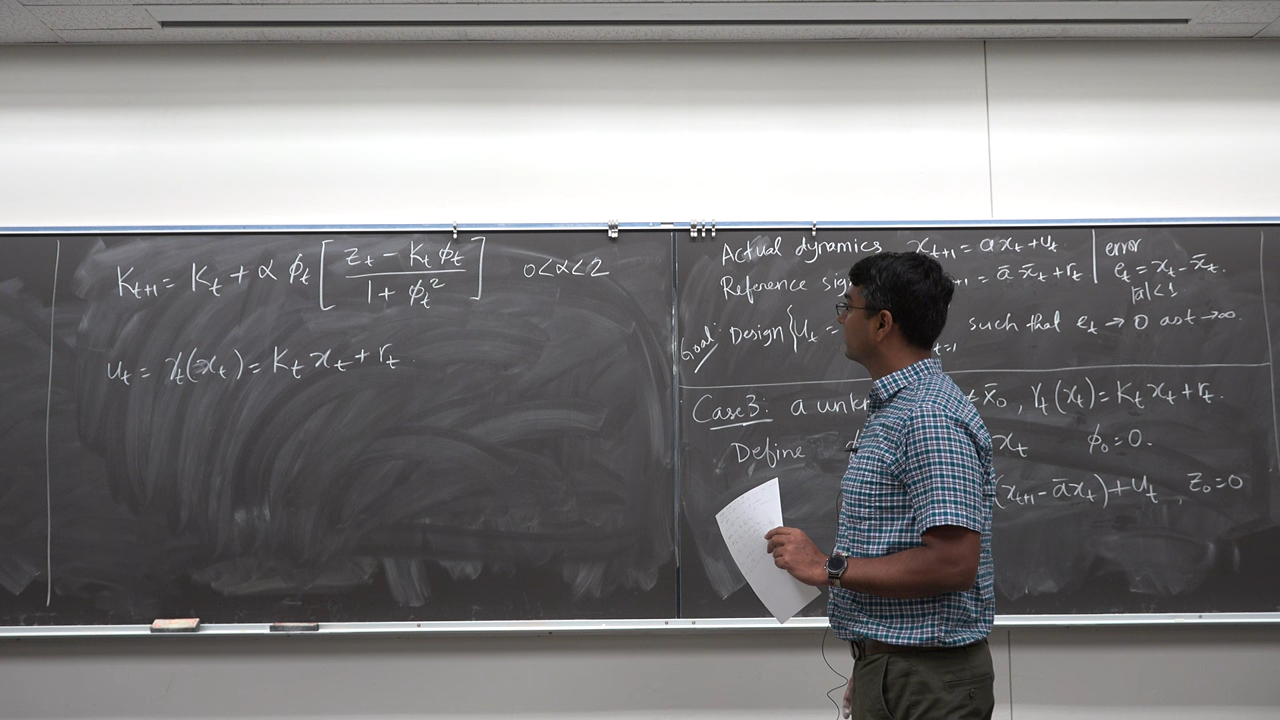 K_{t+1} = K_t + α ϕ_t [ (z_t - K_t ϕ_t) / (1 + ϕ_t^2) ] 0<α<2
u_t = γ_t(x_t) = K_t x_t + r_t.
Actual dynamics x_{t+1} = a x_t + u_t.
Reference sig = ā x̄_t + r_t
error
e_t = x_t - x̄_t.
|ā|<1
Goal: Design {u_t = such that e_t → 0 as t→∞.
t=1
Case 3: a x̄_0, γ_t(x_t) = K_t x_t + r_t.
Define x_t ϕ_0=0.
(x_{t+1} - ā x_t) + u_t, z_0=0